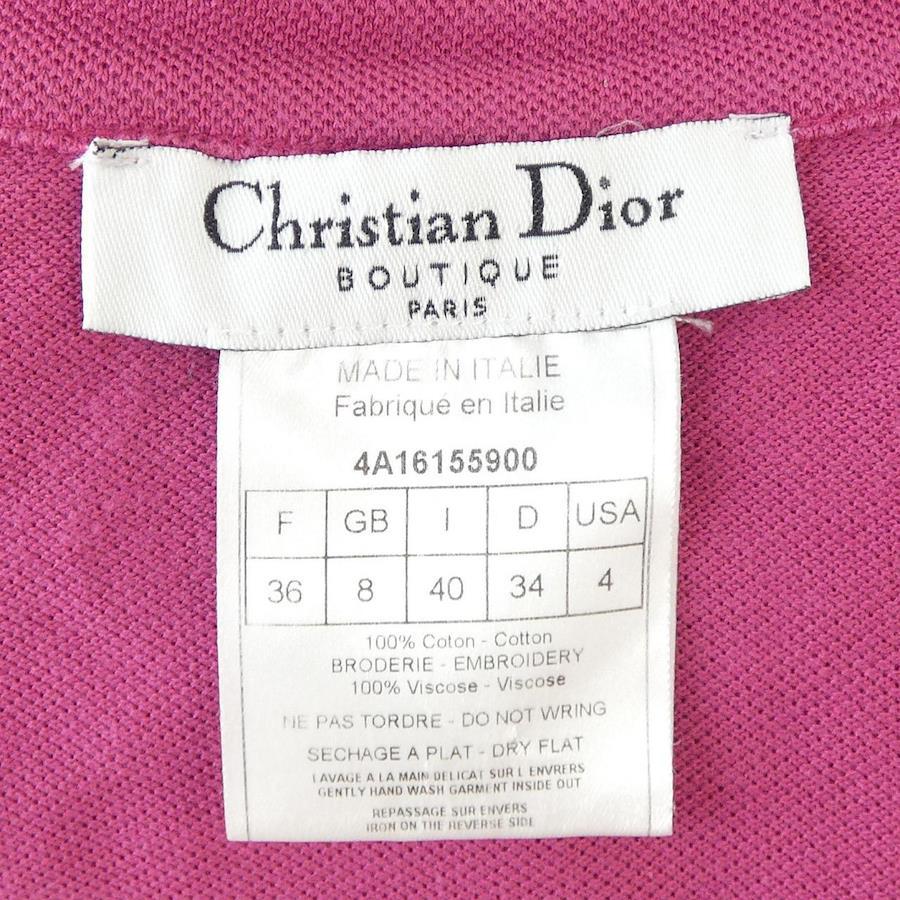 Christian Dior
BOUTIQUE
PARIS
MADE IN ITALIE
Fabriqué en Italie
4A16155900
F GB I D USA
36 8 40 34 4
100% Coton - Cotton
BRODERIE - EMBROIDERY
100% Viscose - Viscose
NE PAS TORDRE - DO NOT WRING
SECHAGE A PLAT - DRY FLAT
LAVAGE A LA MAIN DELICAT SUR L ENVRERS
GENTLY HAND WASH GARMENT INSIDE OUT
REPASSAGE SUR ENVERS
IRON ON THE REVERSE SIDE